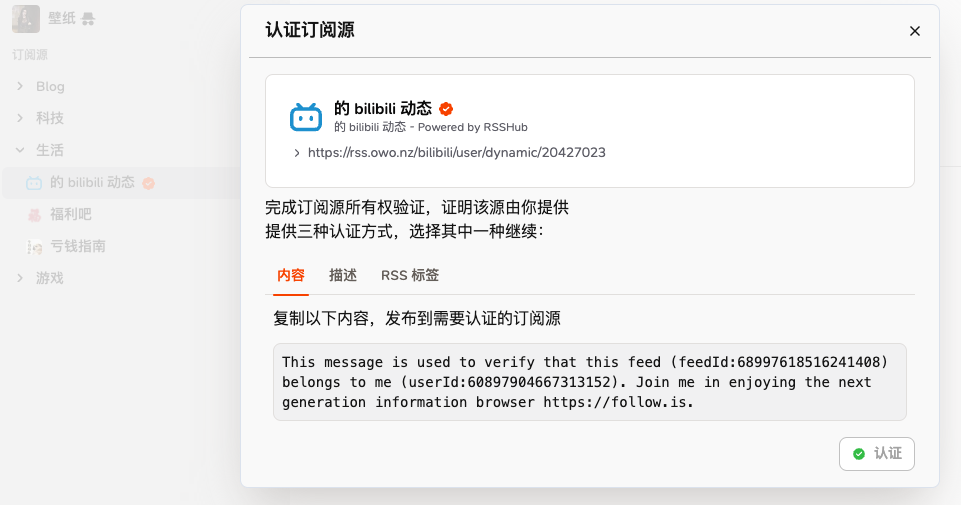 壁纸
订阅源
Blog
科技
生活
的 bilibili 动态
福利吧
亏钱指南
游戏
认证订阅源
的 bilibili 动态
的 bilibili 动态 - Powered by RSSHub
https://rss.owo.nz/bilibili/user/dynamic/20427023
完成订阅源所有权验证，证明该源由你提供
提供三种认证方式，选择其中一种继续：
内容 描述 RSS 标签
复制以下内容，发布到需要认证的订阅源
This message is used to verify that this feed (feedId:68997618516241408)
belongs to me (userId:60897904667313152). Join me in enjoying the next
generation information browser https://follow.is.
认证